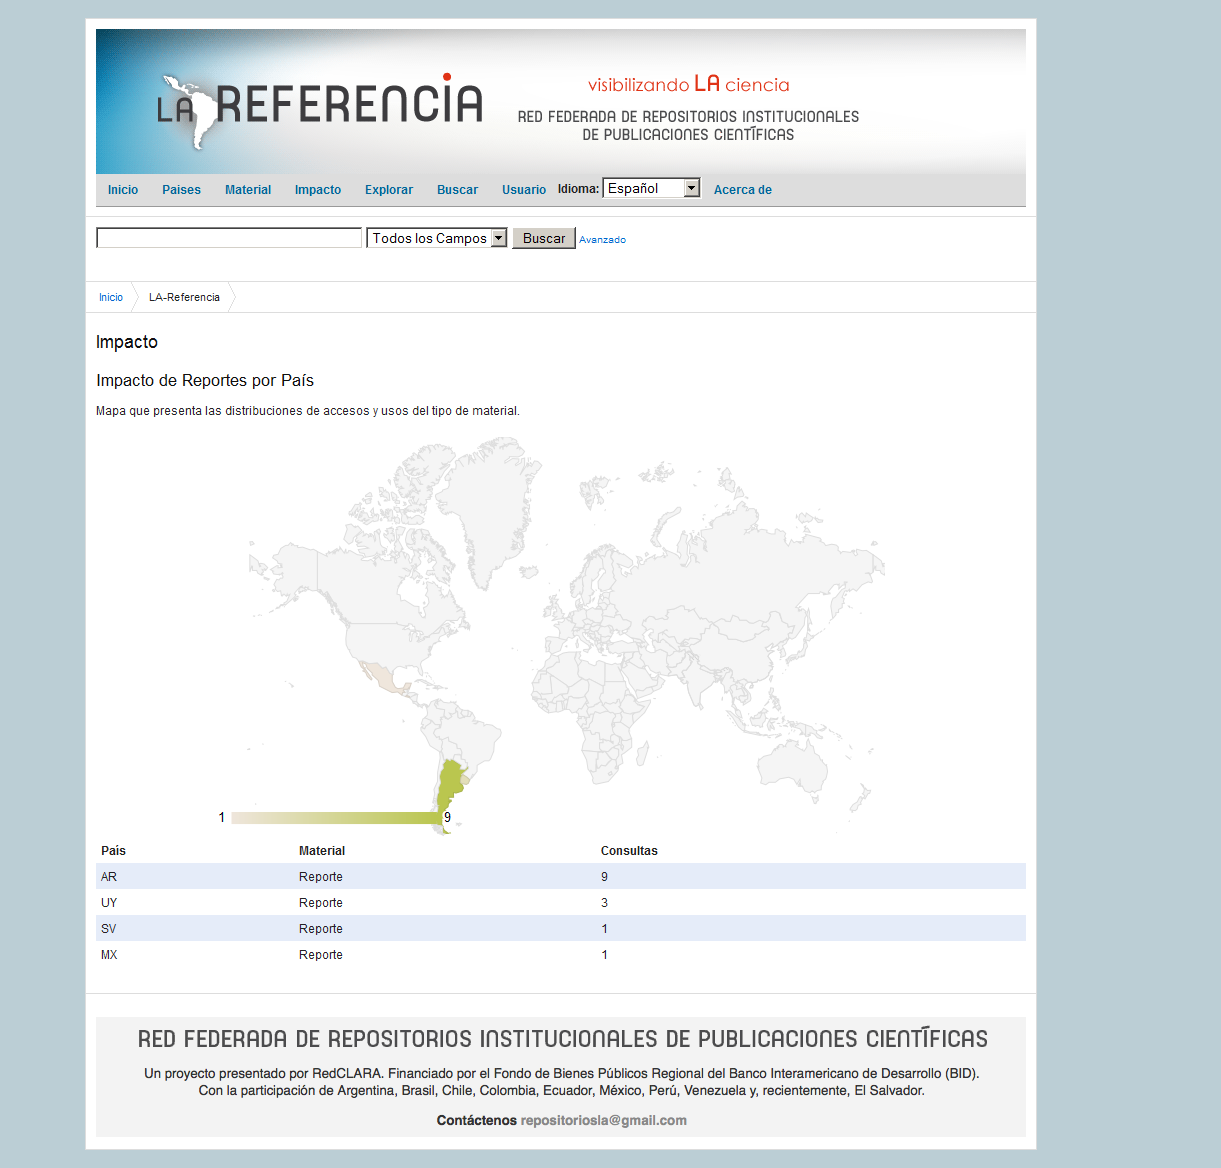 LA REFERENCIA
visibilizando LA ciencia
RED FEDERADA DE REPOSITORIOS INSTITUCIONALES
DE PUBLICACIONES CIENTÍFICAS
Inicio Paises Material Impacto Explorar Buscar Usuario Idioma: Español Acerca de
Todos los Campos Buscar Avanzado
Inicio LA-Referencia
Impacto
Impacto de Reportes por País
Mapa que presenta las distribuciones de accesos y usos del tipo de material.
1 9
País Material Consultas
AR Reporte 9
UY Reporte 3
SV Reporte 1
MX Reporte 1
RED FEDERADA DE REPOSITORIOS INSTITUCIONALES DE PUBLICACIONES CIENTÍFICAS
Un proyecto presentado por RedCLARA. Financiado por el Fondo de Bienes Públicos Regional del Banco Interamericano de Desarrollo (BID).
Con la participación de Argentina, Brasil, Chile, Colombia, Ecuador, México, Perú, Venezuela y, recientemente, El Salvador.
Contáctenos repositoriosla@gmail.com